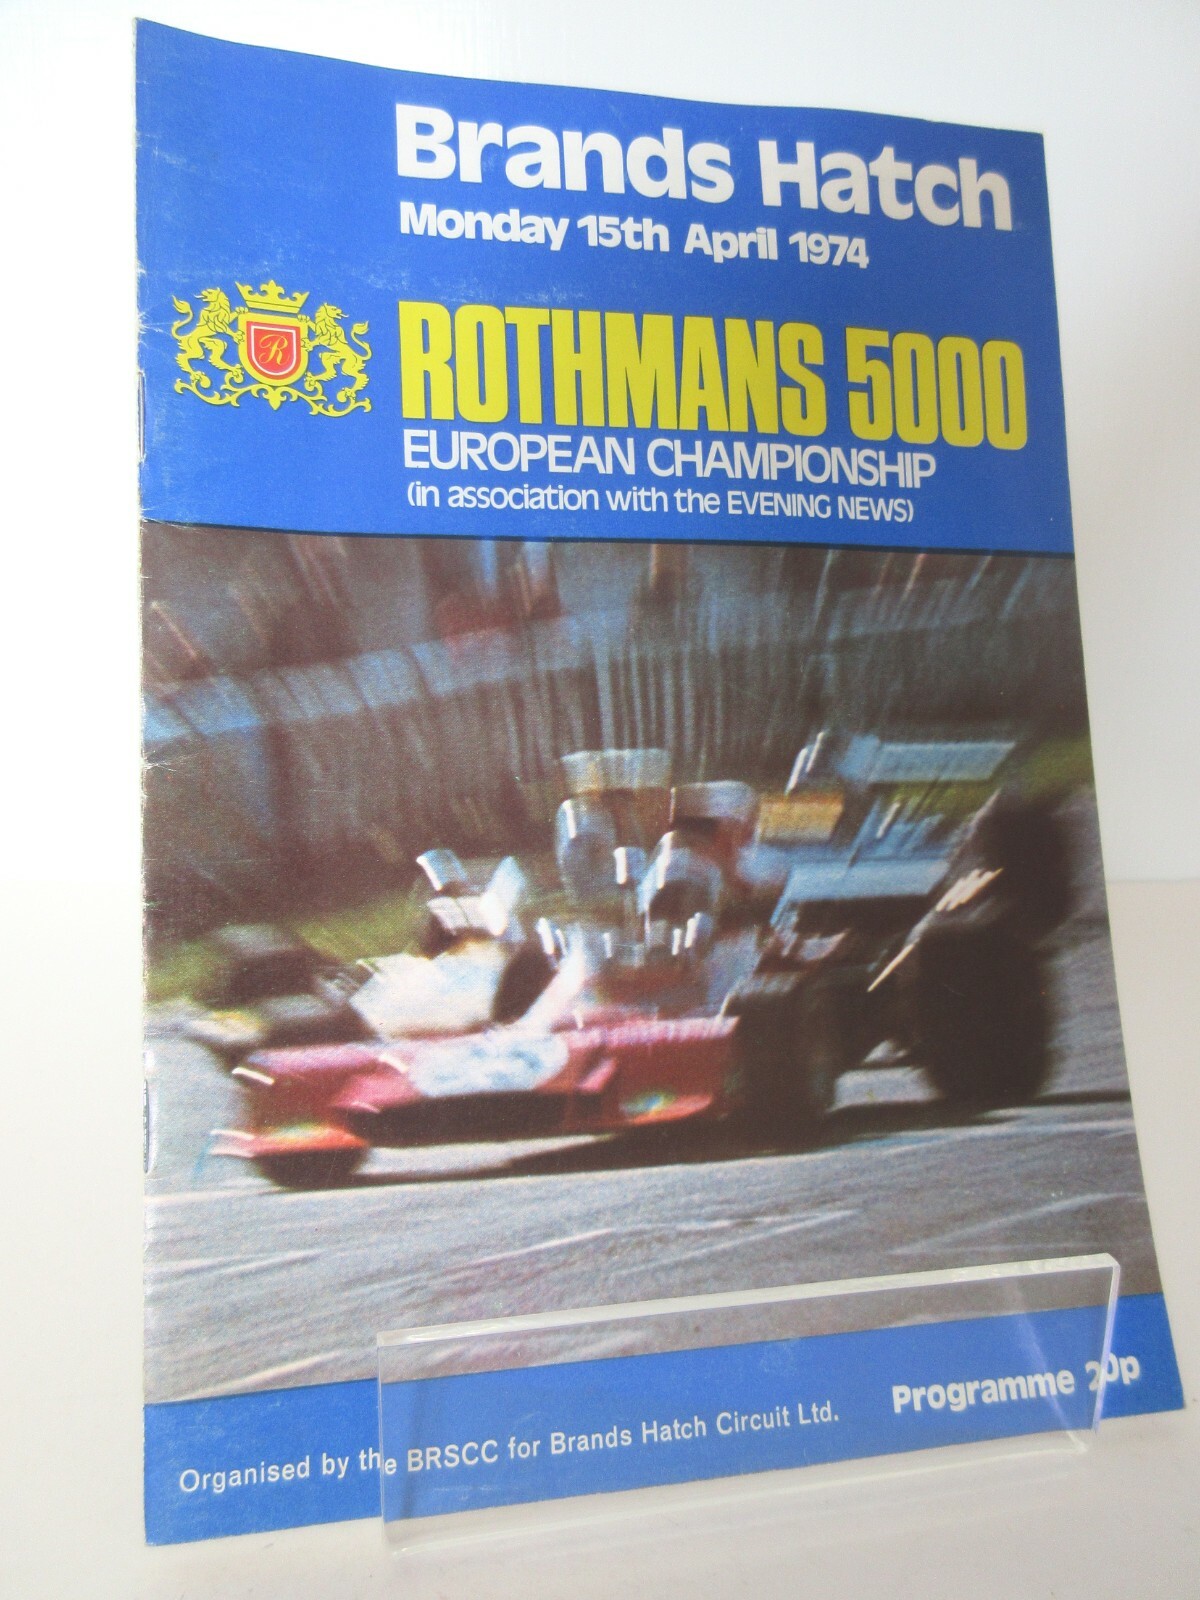 Brands Hatch
Monday 15th April 1974
R
ROTHMANS 5000
EUROPEAN CHAMPIONSHIP
(in association with the EVENING NEWS)
Programme 20p
Organised by the BRSCC for Brands Hatch Circuit Ltd.